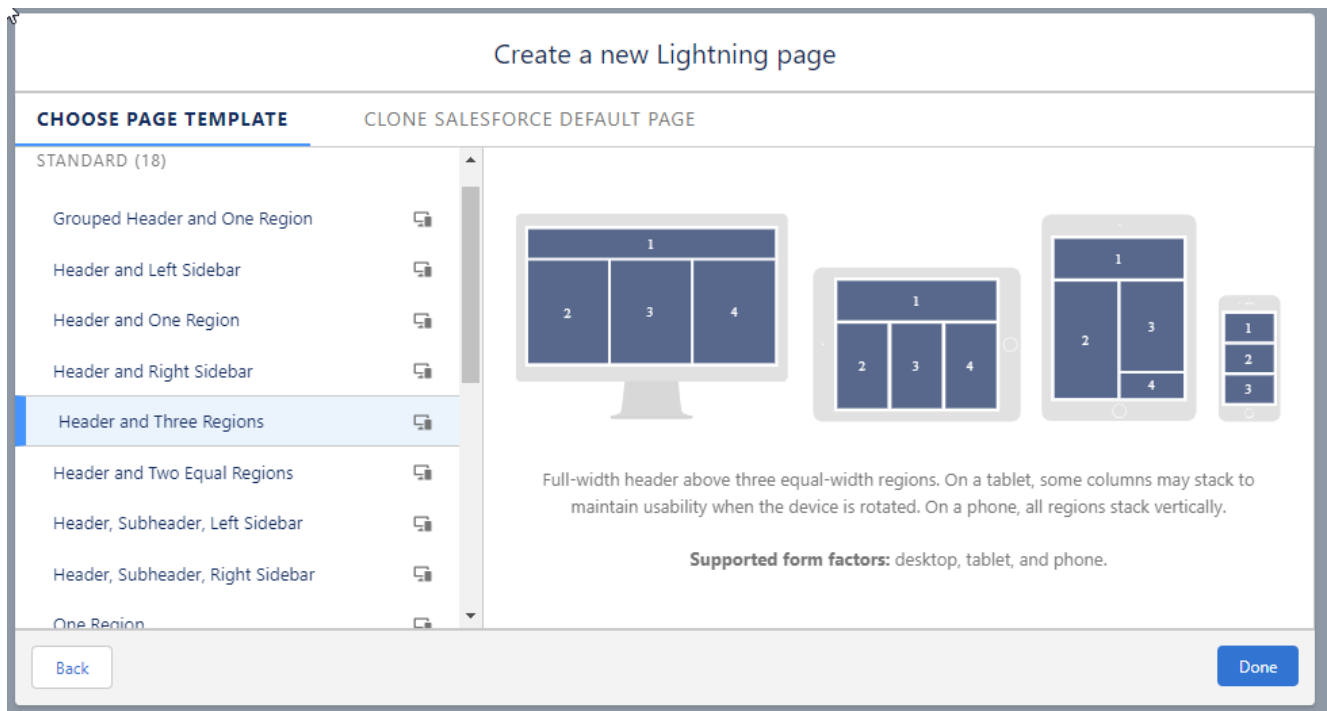 Create a new Lightning page
CHOOSE PAGE TEMPLATE
CLONE SALESFORCE DEFAULT PAGE
STANDARD (18)
Grouped Header and One Region
Header and Left Sidebar
Header and One Region
Header and Right Sidebar
Header and Three Regions
Header and Two Equal Regions
Header, Subheader, Left Sidebar
Header, Subheader, Right Sidebar
One Region
1
2 3 4
1
2 3 4
1
2
3
4
1
2
3
Full-width header above three equal-width regions. On a tablet, some columns may stack to
maintain usability when the device is rotated. On a phone, all regions stack vertically.
Supported form factors: desktop, tablet, and phone.
Back
Done